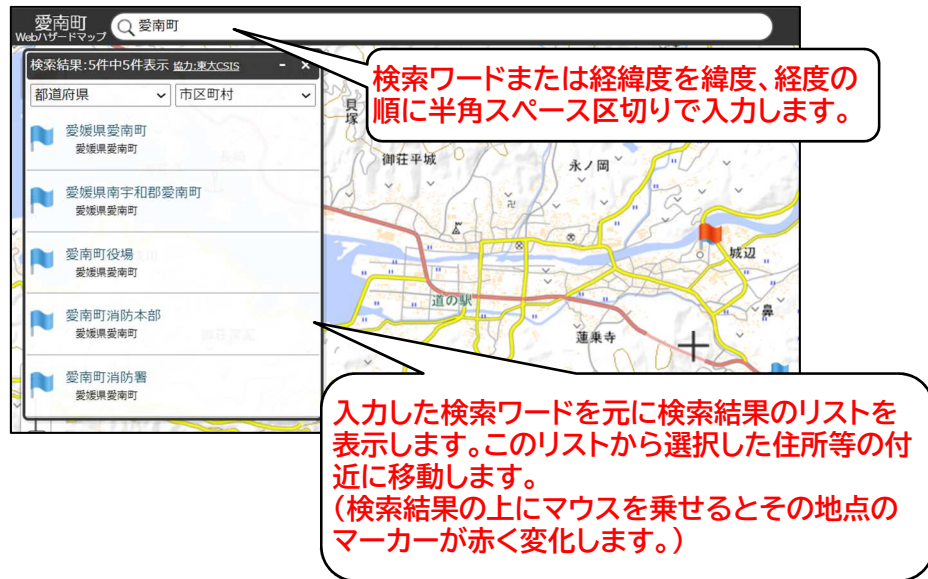 愛南町
Webハザードマップ
愛南町
検索結果:5件中5件表示 協力:東大CSIS - ×
都道府県 市区町村
愛媛県愛南町
愛媛県愛南町
愛媛県南宇和郡愛南町
愛媛県愛南町
愛南町役場
愛媛県愛南町
愛南町消防本部
愛媛県愛南町
愛南町消防署
愛媛県愛南町
検索ワードまたは経緯度を緯度、経度の
順に半角スペース区切りで入力します。
貝塚
御荘平城
永ノ岡
城辺
道の駅
蓮乗寺
鼻
入力した検索ワードを元に検索結果のリストを
表示します。このリストから選択した住所等の付
近に移動します。
(検索結果の上にマウスを乗せるとその地点の
マーカーが赤く変化します。)